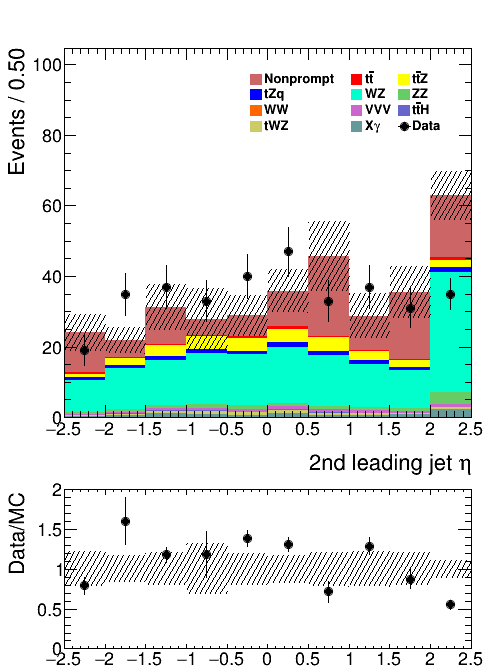 Events / 0.50
100
80
60
40
20
0
Nonprompt tt̄ tt̄Z
tZq WZ ZZ
WW VVV tt̄H
tWZ Xγ Data
−2.5 −2 −1.5 −1 −0.5 0 0.5 1 1.5 2 2.5
2nd leading jet η
Data/MC
2
1.5
1
0.5
0
−2.5 −2 −1.5 −1 −0.5 0 0.5 1 1.5 2 2.5